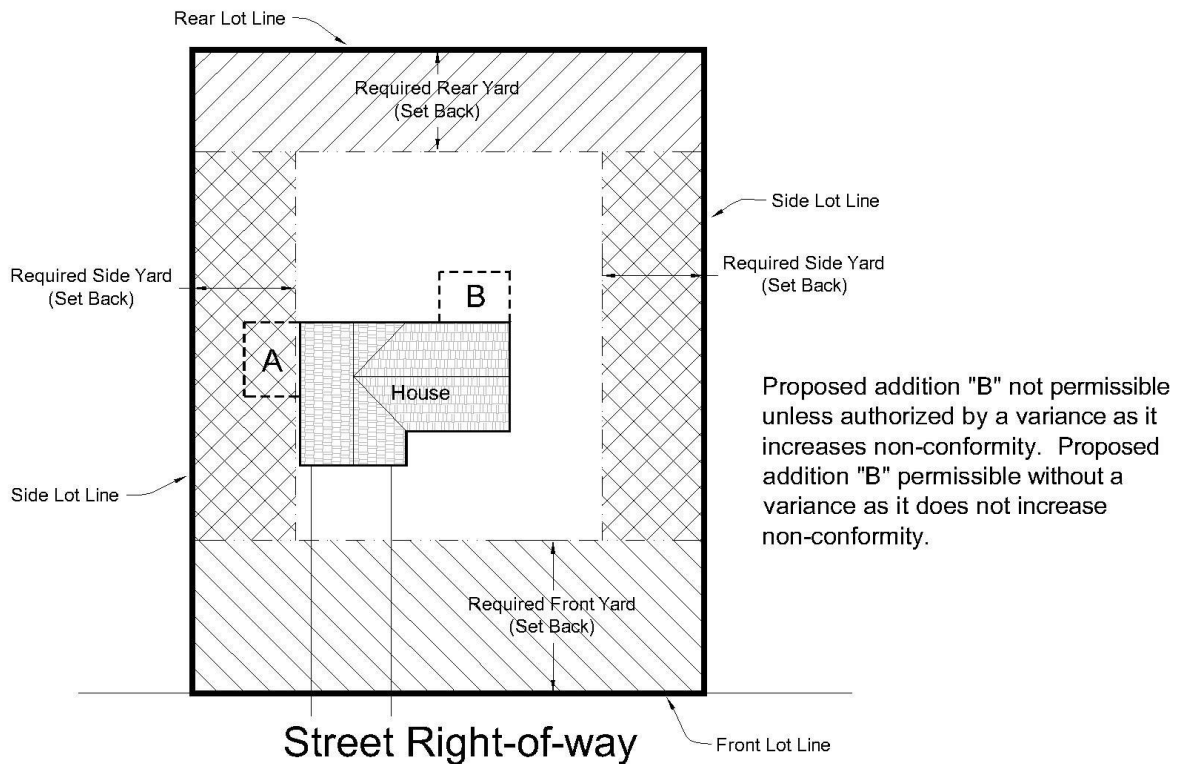 Rear Lot Line
Required Rear Yard
(Set Back)
Side Lot Line
Required Side Yard
(Set Back)
Required Side Yard
(Set Back)
B
A
House
Proposed addition "B" not permissible
unless authorized by a variance as it
increases non-conformity. Proposed
addition "B" permissible without a
variance as it does not increase
non-conformity.
Side Lot Line
Required Front Yard
(Set Back)
Street Right-of-way
Front Lot Line